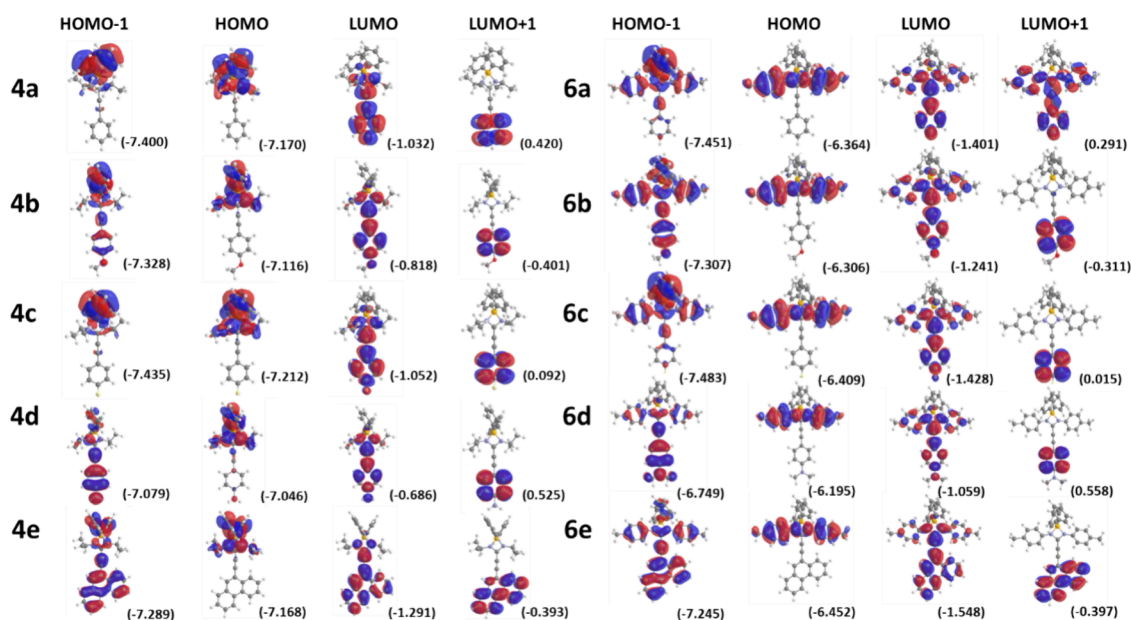 HOMO-1 HOMO LUMO LUMO+1 HOMO-1 HOMO LUMO LUMO+1
4a (-7.400) (-7.170) (-1.032) (0.420) 6a (-7.451) (-6.364) (-1.401) (0.291)
4b (-7.328) (-7.116) (-0.818) (-0.401) 6b (-7.307) (-6.306) (-1.241) (-0.311)
4c (-7.435) (-7.212) (-1.052) (0.092) 6c (-7.483) (-6.409) (-1.428) (0.015)
4d (-7.079) (-7.046) (-0.686) (0.525) 6d (-6.749) (-6.195) (-1.059) (0.558)
4e (-7.289) (-7.168) (-1.291) (-0.393) 6e (-7.245) (-6.452) (-1.548) (-0.397)